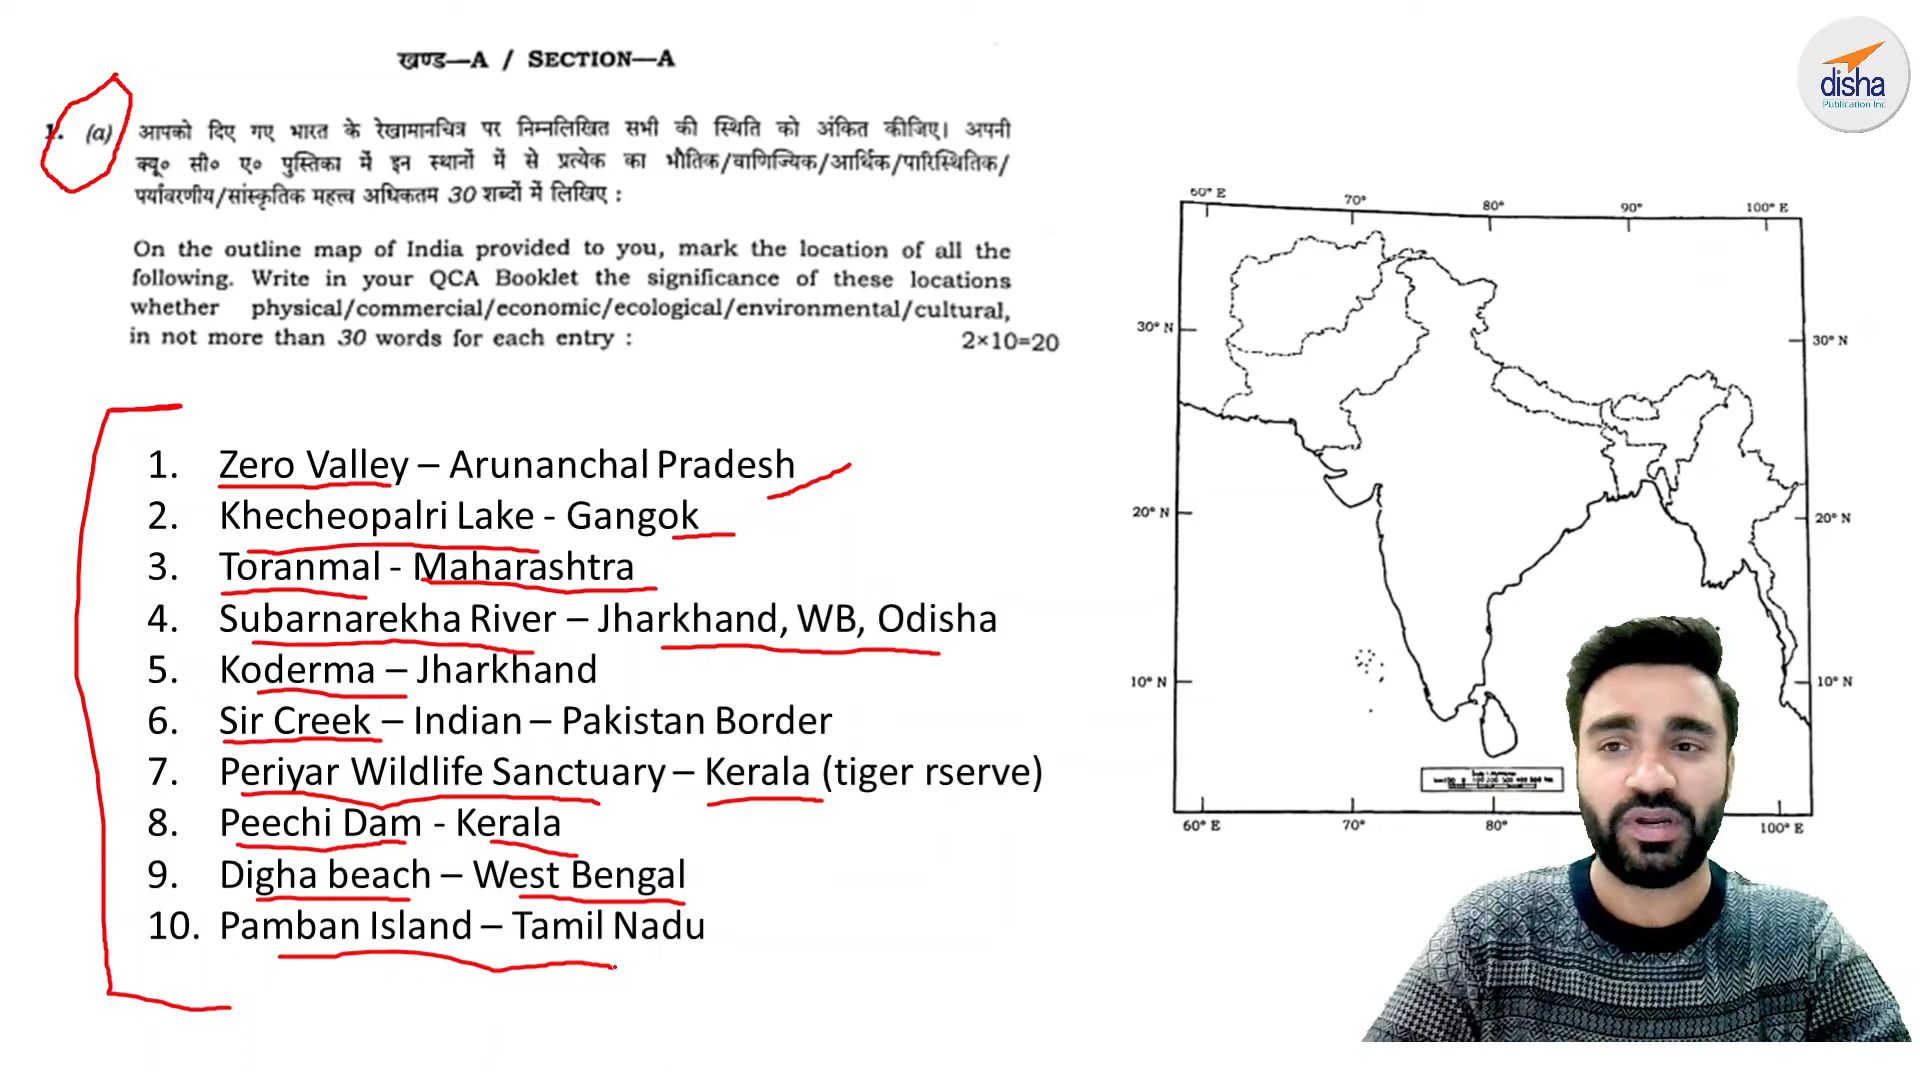 खण्ड—A / SECTION—A
1. (a) आपको दिए गए भारत के रेखामानचित्र पर निम्नलिखित सभी की स्थिति को अंकित कीजिए। अपनी
क्यू० सी० ए० पुस्तिका में इन स्थानों में से प्रत्येक का भौतिक/वाणिज्यिक/आर्थिक/पारिस्थितिक/
पर्यावरणीय/सांस्कृतिक महत्त्व अधिकतम 30 शब्दों में लिखिए :
On the outline map of India provided to you, mark the location of all the
following. Write in your QCA Booklet the significance of these locations
whether physical/commercial/economic/ecological/environmental/cultural,
in not more than 30 words for each entry : 2×10=20
1. Zero Valley – Arunanchal Pradesh
2. Khecheopalri Lake - Gangok
3. Toranmal - Maharashtra
4. Subarnarekha River – Jharkhand, WB, Odisha
5. Koderma – Jharkhand
6. Sir Creek – Indian – Pakistan Border
7. Periyar Wildlife Sanctuary – Kerala (tiger rserve)
8. Peechi Dam - Kerala
9. Digha beach – West Bengal
10. Pamban Island – Tamil Nadu
disha
Publication Inc
60° E 70° 80° 90° 100° E
30° N 30° N
20° N 20° N
10° N 10° N
60° E 70° 80° 100° E